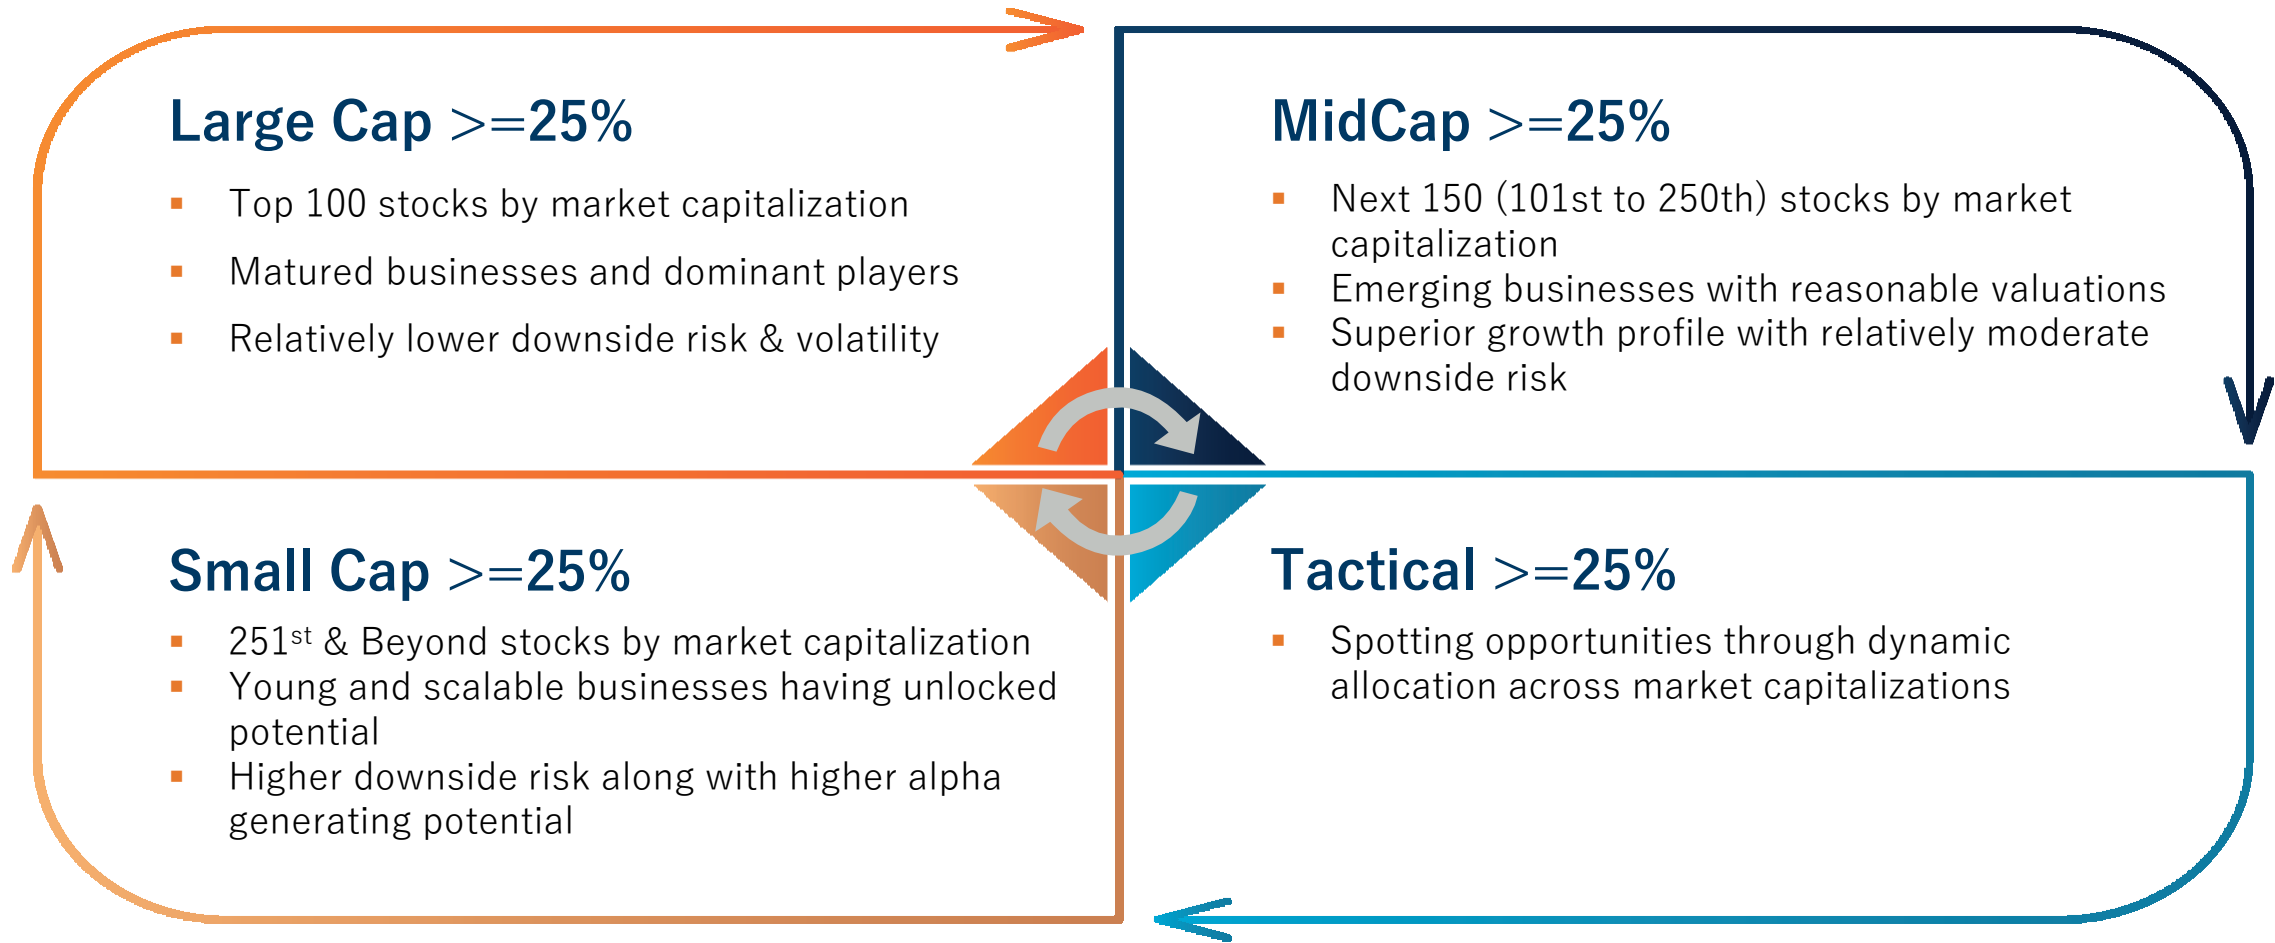 Large Cap >=25%
Top 100 stocks by market capitalization
Matured businesses and dominant players
Relatively lower downside risk & volatility
MidCap >=25%
Next 150 (101st to 250th) stocks by market
capitalization
Emerging businesses with reasonable valuations
Superior growth profile with relatively moderate
downside risk
Small Cap >=25%
251st & Beyond stocks by market capitalization
Young and scalable businesses having unlocked
potential
Higher downside risk along with higher alpha
generating potential
Tactical >=25%
Spotting opportunities through dynamic
allocation across market capitalizations